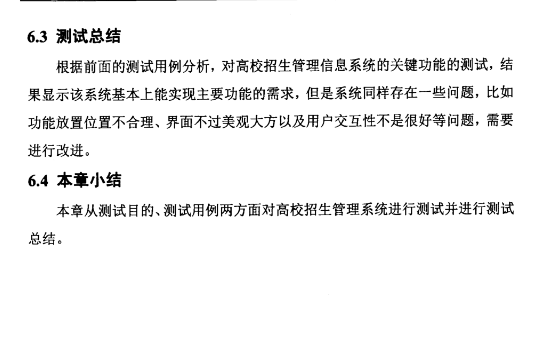 6.3 测试总结
根据前面的测试用例分析，对高校招生管理信息系统的关键功能的测试，结
果显示该系统基本上能实现主要功能的需求，但是系统同样存在一些问题，比如
功能放置位置不合理、界面不过美观大方以及用户交互性不是很好等问题，需要
进行改进。
6.4 本章小结
本章从测试目的、测试用例两方面对高校招生管理系统进行测试并进行测试
总结。